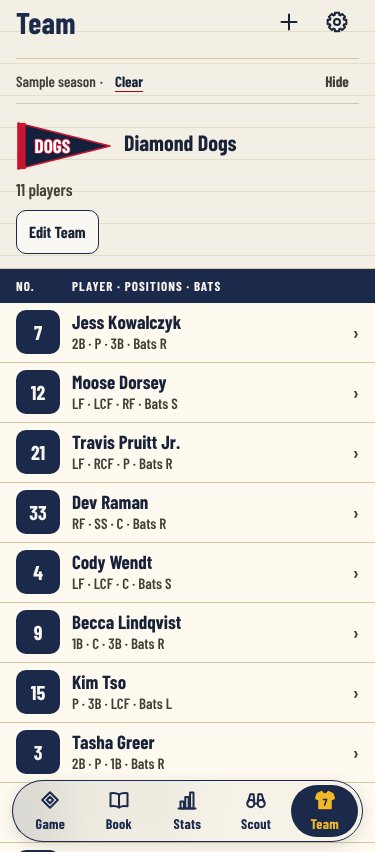 Team
Sample season · Clear Hide
DOGS Diamond Dogs
11 players
Edit Team
NO. PLAYER · POSITIONS · BATS
7 Jess Kowalczyk ›
2B · P · 3B · Bats R
12 Moose Dorsey ›
LF · LCF · RF · Bats S
21 Travis Pruitt Jr. ›
LF · RCF · P · Bats R
33 Dev Raman ›
RF · SS · C · Bats R
4 Cody Wendt ›
LF · LCF · C · Bats S
9 Becca Lindqvist ›
1B · C · 3B · Bats R
15 Kim Tso ›
P · 3B · LCF · Bats L
3 Tasha Greer ›
2B · P · 1B · Bats R
7
Game Book Stats Scout Team